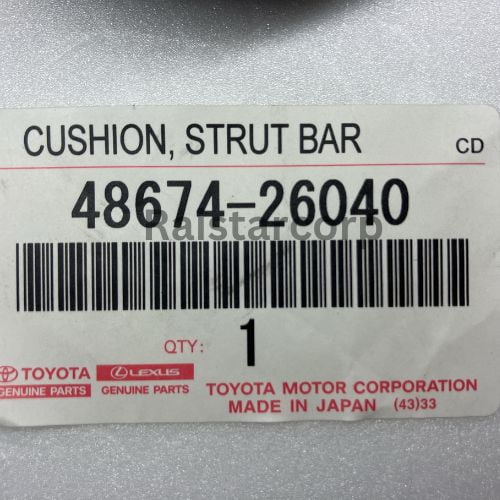 CUSHION, STRUT BAR CD
48674-26040
Raistarcorp
QTY: 1
TOYOTA LEXUS
GENUINE PARTS GENUINE PARTS
TOYOTA MOTOR CORPORATION
MADE IN JAPAN (43)33